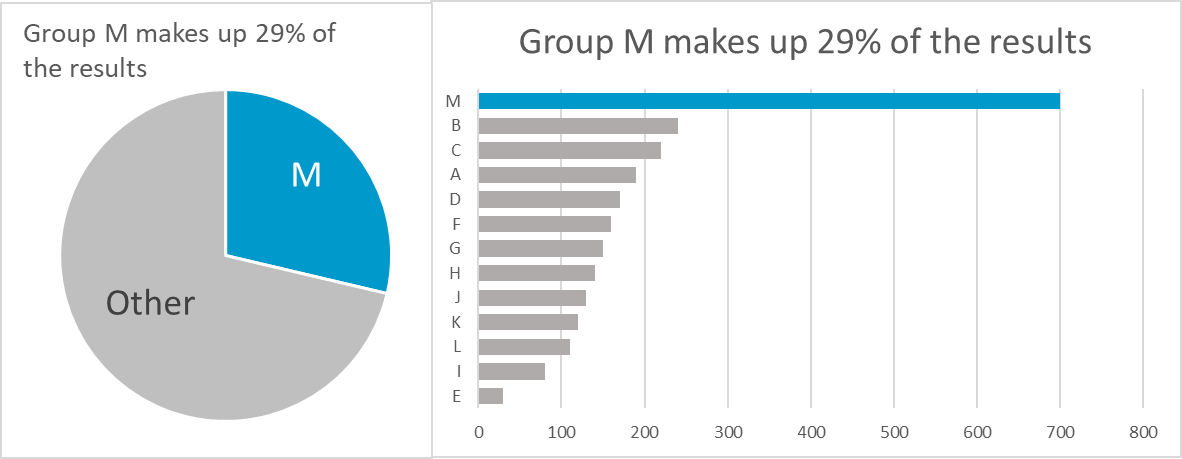 Group M makes up 29% of
the results
M
Other
Group M makes up 29% of the results
M
B
C
A
D
F
G
H
J
K
L
I
E
0 100 200 300 400 500 600 700 800